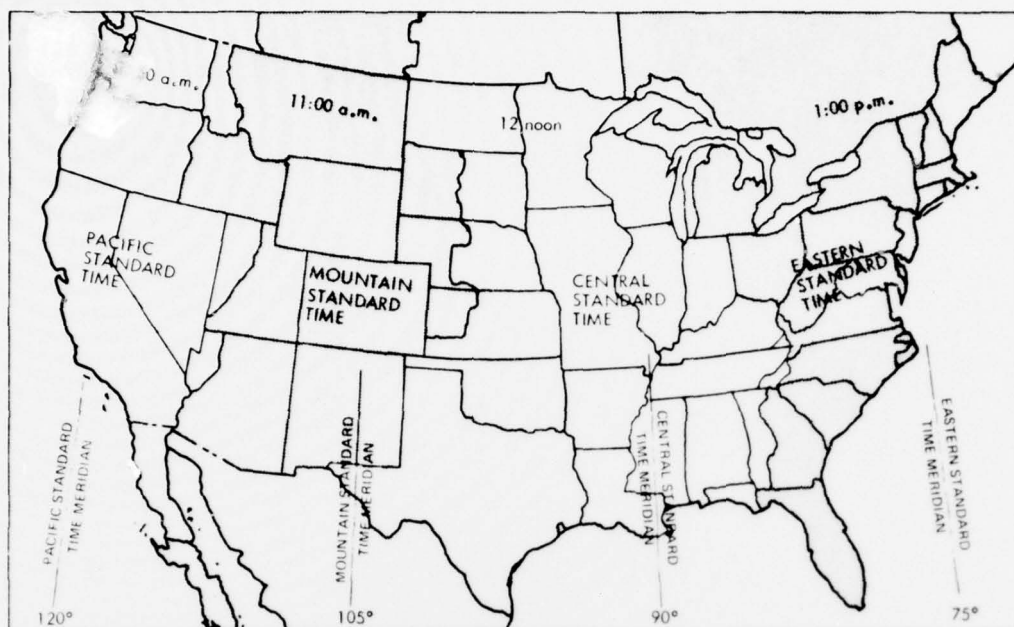 0 a.m.
11:00 a.m.
12 noon
1:00 p.m.
PACIFIC
STANDARD
TIME
MOUNTAIN
STANDARD
TIME
CENTRAL
STANDARD
TIME
EASTERN
STANDARD
TIME
PACIFIC STANDARD
TIME MERIDIAN
MOUNTAIN STANDARD
TIME MERIDIAN
CENTRAL STANDARD
TIME MERIDIAN
EASTERN STANDARD
TIME MERIDIAN
120°
105°
90°
75°